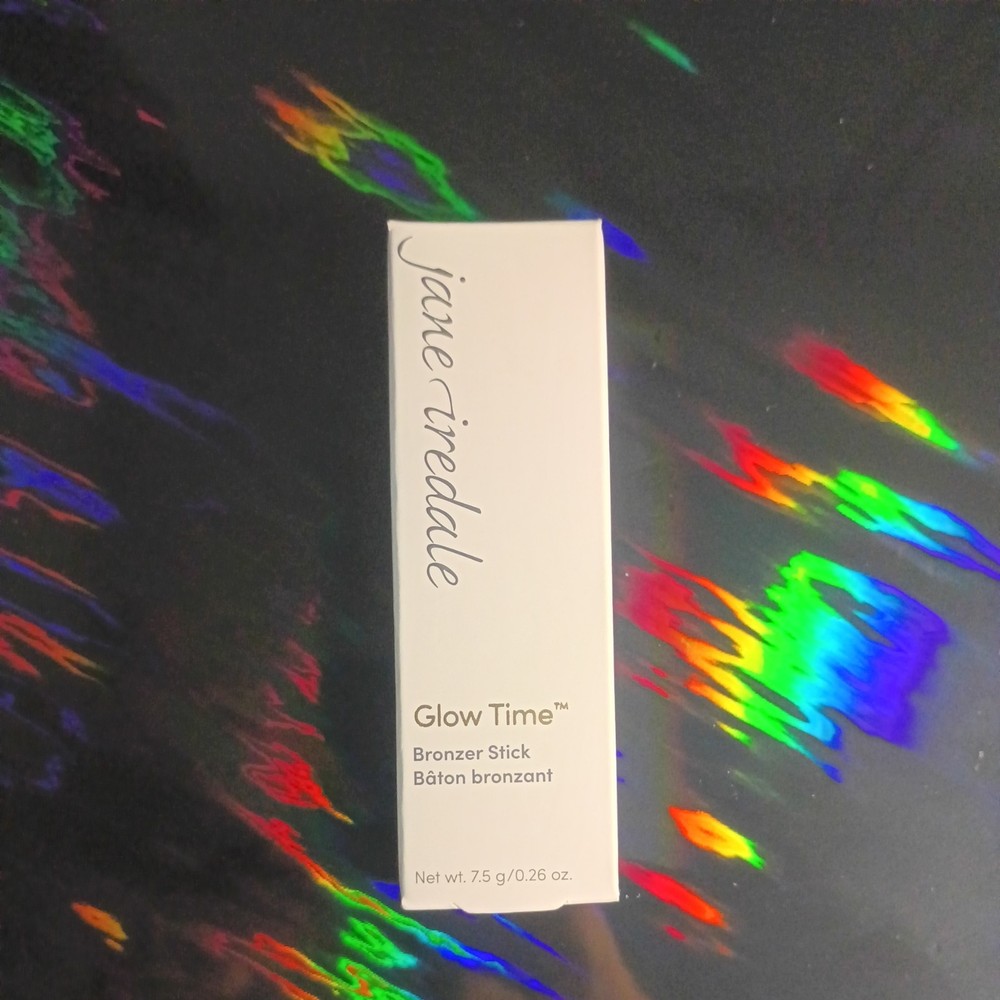 jane iredale
Glow Time™
Bronzer Stick
Bâton bronzant
Net wt. 7.5 g/0.26 oz.